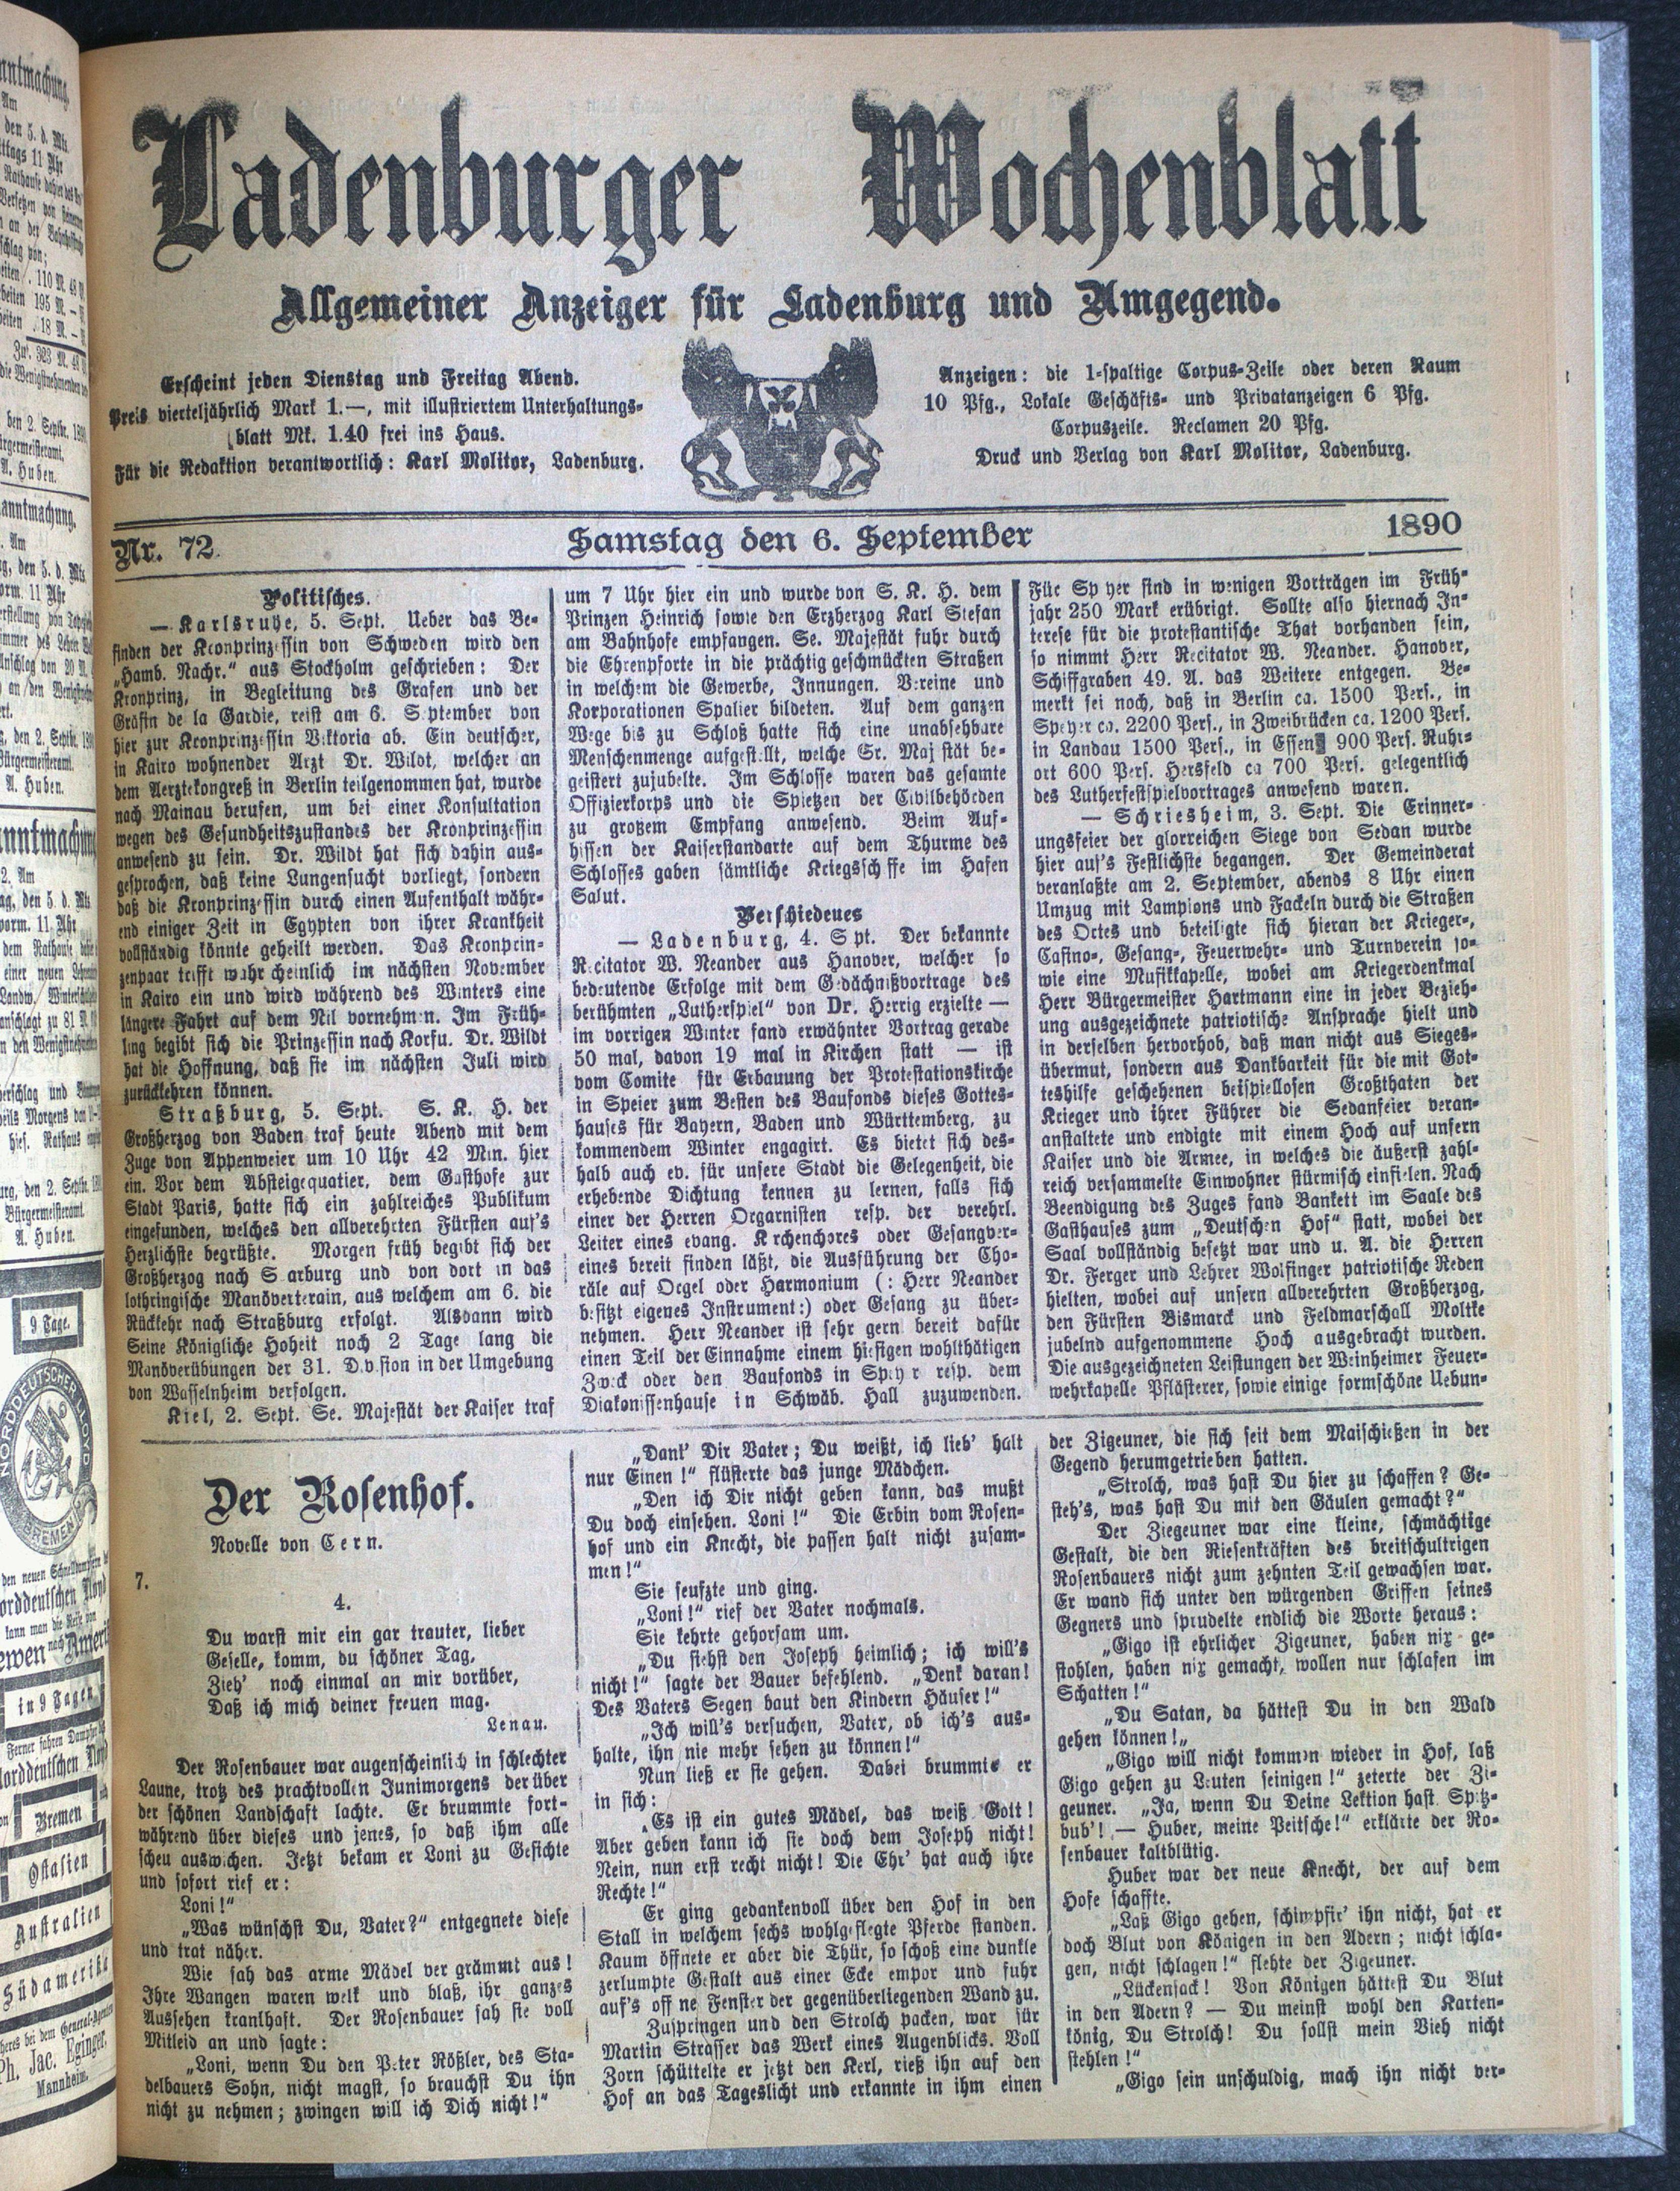 Ladenburger Wochenblatt
Allgemeiner Anzeiger für Ladenburg und Umgegend.
Erscheint jeden Dienstag und Freitag Abend.
Preis vierteljährlich Mark 1.—, mit illustriertem Unterhaltungs-
blatt Mk. 1.40 frei ins Haus.
Für die Redaktion verantwortlich: Karl Molitor, Ladenburg.
Anzeigen: die 1-spaltige Corpus-Zeile oder deren Raum
10 Pfg., Lokale Geschäfts- und Privatanzeigen 6 Pfg.
Corpuszeile. Reclamen 20 Pfg.
Druck und Verlag von Karl Molitor, Ladenburg.
Nr. 72.
Samstag den 6. September
1890
Politisches.
— Karlsruhe, 5. Sept. Ueber das Be-
finden der Kronprinzessin von Schweden wird den
„Hamb. Nachr.“ aus Stockholm geschrieben: Der
Kronprinz, in Begleitung des Grafen und der
Gräfin de la Gardie, reist am 6. S ptember von
hier zur Kronprinzessin Viktoria ab. Ein deutscher,
in Kairo wohnender Arzt Dr. Wildt, welcher an
dem Aerztekongreß in Berlin teilgenommen hat, wurde
nach Mainau berufen, um bei einer Konsultation
wegen des Gesundheitszustandes der Kronprinzessin
anwesend zu sein. Dr. Wildt hat sich dahin aus-
gesprochen, daß keine Lungensucht vorliegt, sondern
daß die Kronprinzessin durch einen Aufenthalt währ-
end einiger Zeit in Egypten von ihrer Krankheit
vollständig könnte geheilt werden. Das Kronprin-
zenpaar trifft wahr cheinlich im nächsten November
in Kairo ein und wird während des Winters eine
längere Fahrt auf dem Nil vornehmen. Im Früh-
ling begibt sich die Prinzessin nach Korfu. Dr. Wildt
hat die Hoffnung, daß sie im nächsten Juli wird
zurückkehren können.
Straßburg, 5. Sept. S. K. H. der
Großherzog von Baden traf heute Abend mit dem
Zuge von Appenweier um 10 Uhr 42 Min. hier
ein. Vor dem Absteigequatier, dem Gasthofe zur
Stadt Paris, hatte sich ein zahlreiches Publikum
eingefunden, welches den allverehrten Fürsten auf's
Herzlichste begrüßte. Morgen früh begibt sich der
Großherzog nach S arburg und von dort in das
lothringische Manöverterain, aus welchem am 6. die
Rückkehr nach Straßburg erfolgt. Alsdann wird
Seine Königliche Hoheit noch 2 Tage lang die
Manöverübungen der 31. D.v.sion in der Umgebung
von Wasselnheim verfolgen.
Kiel, 2. Sept. Se. Majestät der Kaiser traf
um 7 Uhr hier ein und wurde von S. K. H. dem
Prinzen Heinrich sowie den Erzherzog Karl Stefan
am Bahnhofe empfangen. Se. Majestät fuhr durch
die Ehrenpforte in die prächtig geschmückten Straßen
in welchem die Gewerbe, Innungen. Vereine und
Korporationen Spalier bildeten. Auf dem ganzen
Wege bis zu Schloß hatte sich eine unabsehbare
Menschenmenge aufgestellt, welche Sr. Maj stät be-
geistert zujubelte. Im Schlosse waren das gesamte
Offizierkorps und die Spietzen der Civilbehörden
zu großem Empfang anwesend. Beim Auf-
hissen der Kaiserstandarte auf dem Thurme des
Schlosses gaben sämtliche Kriegssch ffe im Hafen
Salut.
Verschiedenes
— Ladenburg, 4. S pt. Der bekannte
Recitator W. Neander aus Hanover, welcher so
bedeutende Erfolge mit dem Gedächnißvortrage des
berühmten „Lutherspiel“ von Dr. Herrig erzielte —
im vorrigen Winter fand erwähnter Vortrag gerade
50 mal, davon 19 mal in Kirchen statt — ist
vom Comite für Erbauung der Protestationskirche
in Speier zum Besten des Baufonds dieses Gottes-
hauses für Bayern, Baden und Württemberg, zu
kommendem Winter engagirt. Es bietet sich des-
halb auch ev. für unsere Stadt die Gelegenheit, die
erhebende Dichtung kennen zu lernen, falls sich
einer der Herren Orgarnisten resp. der verehrl.
Leiter eines evang. K rchenchores oder Gesangver-
eines bereit finden läßt, die Ausführung der Cho-
räle auf Orgel oder Harmonium (: Herr Neander
besitzt eigenes Instrument:) oder Gesang zu über-
nehmen. Herr Neander ist sehr gern bereit dafür
einen Teil der Einnahme einem hiesigen wohlthätigen
Zweck oder den Baufonds in Spey r resp. dem
Diakonissenhause in Schwäb. Hall zuzuwenden.
Für Sp yer sind in wenigen Vorträgen im Früh-
jahr 250 Mark erübrigt. Sollte also hiernach In-
terese für die protestantische That vorhanden sein,
so nimmt Herr Recitator W. Neander. Hanover,
Schiffgraben 49. A. das Weitere entgegen. Be-
merkt sei noch, daß in Berlin ca. 1500 Pers., in
Speyer ca. 2200 Pers., in Zweibrücken ca. 1200 Pers.
in Landau 1500 Pers., in Essen 900 Pers. Ruhr-
ort 600 Pers. Hersfeld ca 700 Pers. gelegentlich
des Lutherfestspielvortrages anwesend waren.
— Schriesheim, 3. Sept. Die Erinner-
ungsfeier der glorreichen Siege von Sedan wurde
hier auf's Festlichste begangen. Der Gemeinderat
veranlaßte am 2. September, abends 8 Uhr einen
Umzug mit Lampions und Fackeln durch die Straßen
des Ortes und beteiligte sich hieran der Krieger-,
Casino-, Gesang-, Feuerwehr- und Turnverein so-
wie eine Musikkapelle, wobei am Kriegerdenkmal
Herr Bürgermeister Hartmann eine in jeder Bezieh-
ung ausgezeichnete patriotische Ansprache hielt und
in derselben hervorhob, daß man nicht aus Sieges-
übermut, sondern aus Dankbarkeit für die mit Got-
teshilfe geschehenen beispiellosen Großthaten der
Krieger und ihrer Führer die Sedanfeier veran-
anstaltete und endigte mit einem Hoch auf unsern
Kaiser und die Armee, in welches die äußerst zahl-
reich versammelte Einwohner stürmisch einfielen. Nach
Beendigung des Zuges fand Bankett im Saale des
Gasthauses zum „Deutschen Hof“ statt, wobei der
Saal vollständig besetzt war und u. A. die Herren
Dr. Ferger und Lehrer Wolfinger patriotische Reden
hielten, wobei auf unsern allverehrten Großherzog,
den Fürsten Bismarck und Feldmarschall Moltke
jubelnd aufgenommene Hoch ausgebracht wurden.
Die ausgezeichneten Leistungen der Weinheimer Feuer-
wehrkapelle Pflästerer, sowie einige formschöne Uebun-
Der Rosenhof.
Novelle von Cern.
7.
4.
Du warst mir ein gar trauter, lieber
Geselle, komm, du schöner Tag,
Zieh' noch einmal an mir vorüber,
Daß ich mich deiner freuen mag.
Lenau.
Der Rosenbauer war augenscheinlich in schlechter
Laune, trotz des prachtvollen Junimorgens der über
der schönen Landschaft lachte. Er brummte fort-
während über dieses und jenes, so daß ihm alle
scheu auswichen. Jetzt bekam er Loni zu Gesichte
und sofort rief er:
Loni!“
„Was wünschst Du, Vater?“ entgegnete diese
und trat näher.
Wie sah das arme Mädel ver grämmt aus!
Ihre Wangen waren welk und blaß, ihr ganzes
Aussehen kranlhaft. Der Rosenbauer sah sie voll
Mitleid an und sagte:
„Loni, wenn Du den Peter Rößler, des Sta-
delbauers Sohn, nicht magst, so brauchst Du ihn
nicht zu nehmen; zwingen will ich Dich nicht!“
„Dank' Dir Vater; Du weißt, ich lieb' halt
nur Einen!“ flüsterte das junge Mädchen.
„Den ich Dir nicht geben kann, das mußt
Du doch einsehen. Loni!“ Die Erbin vom Rosen-
hof und ein Knecht, die passen halt nicht zusam-
men!“
Sie seufzte und ging.
„Loni!“ rief der Vater nochmals.
Sie kehrte gehorsam um.
„Du siehst den Joseph heimlich; ich will's
nicht!“ sagte der Bauer befehlend. „Denk daran!
Des Vaters Segen baut den Kindern Häuser!“
„Ich will's versuchen, Vater, ob ich's aus-
halte, ihn nie mehr sehen zu können!“
Nun ließ er sie gehen. Dabei brummte er
in sich:
„Es ist ein gutes Mädel, das weiß Gott!
Aber geben kann ich sie doch dem Joseph nicht!
Nein, nun erst recht nicht! Die Ehr' hat auch ihre
Rechte!“
Er ging gedankenvoll über den Hof in den
Stall in welchem sechs wohlgeflegte Pferde standen.
Kaum öffnete er aber die Thür, so schoß eine dunkle
zerlumpte Gestalt aus einer Ecke empor und fuhr
auf's off ne Fenster der gegenüberliegenden Wand zu.
Zuspringen und den Strolch packen, war für
Martin Strasser das Werk eines Augenblicks. Voll
Zorn schüttelte er jetzt den Kerl, rieß ihn auf den
Hof an das Tageslicht und erkannte in ihm einen
der Zigeuner, die sich seit dem Maischießen in der
Gegend herumgetrieben hatten.
„Strolch, was hast Du hier zu schaffen? Ge-
steh's, was hast Du mit den Gäulen gemacht?“
Der Ziegeuner war eine kleine, schmächtige
Gestalt, die den Riesenkräften des breitschultrigen
Rosenbauers nicht zum zehnten Teil gewachsen war.
Er wand sich unter den würgenden Griffen seines
Gegners und sprudelte endlich die Worte heraus:
„Gigo ist ehrlicher Zigeuner, haben nix ge-
stohlen, haben nix gemacht, wollen nur schlafen im
Schatten!“
„Du Satan, da hättest Du in den Wald
gehen können!„
„Gigo will nicht kommen wieder in Hof, laß
Gigo gehen zu Leuten seinigen!“ zeterte der Zi-
geuner. „Ja, wenn Du Deine Lektion hast Spitz-
bub'! — Huber, meine Peitsche!“ erklärte der Ro-
senbauer kaltblütig.
Huber war der neue Knecht, der auf dem
Hofe schaffte.
„Laß Gigo gehen, schimpfir' ihn nicht, hat er
doch Blut von Königen in den Adern; nicht schla-
gen, nicht schlagen!“ flehte der Zigeuner.
„Lückensack! Von Königen hättest Du Blut
in den Adern? — Du meinst wohl den Karten-
könig, Du Strolch! Du sollst mein Vieh nicht
stehlen!“
„Gigo sein unschuldig, mach ihn nicht ver-